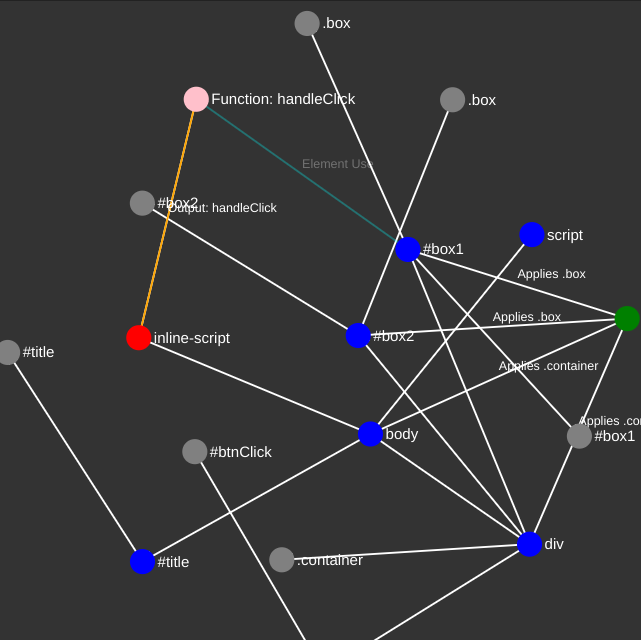 .box
Function: handleClick
.box
Element Use
#box2
Output: handleClick
script
#box1
Applies .box
Applies .box
#box2
inline-script
#title
Applies .container
Applies .con
#box1
body
#btnClick
div
.container
#title